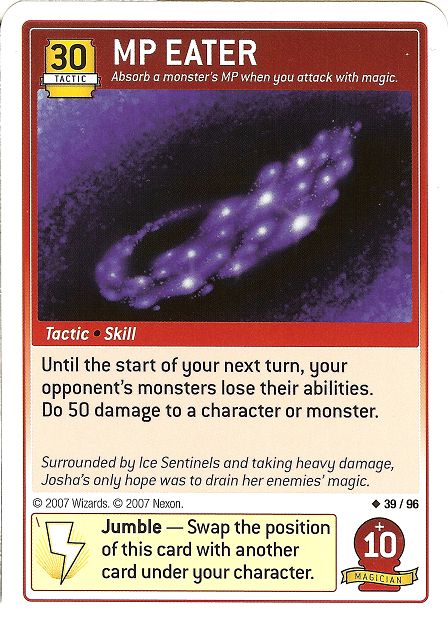 30
TACTIC
MP EATER
Absorb a monster's MP when you attack with magic.
Tactic • Skill
Until the start of your next turn, your
opponent's monsters lose their abilities.
Do 50 damage to a character or monster.
Surrounded by Ice Sentinels and taking heavy damage,
Josha's only hope was to drain her enemies' magic.
© 2007 Wizards. © 2007 Nexon.
◆ 39 / 96
Jumble — Swap the position
of this card with another
card under your character.
+
10
MAGICIAN